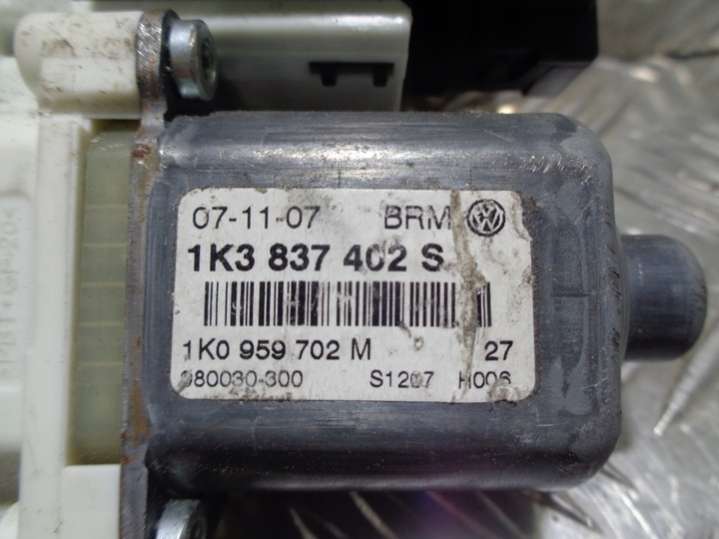 07-11-07 BRM
1K3 837 402 S
1K0 959 702 M 27
980030-300 S1207 H006